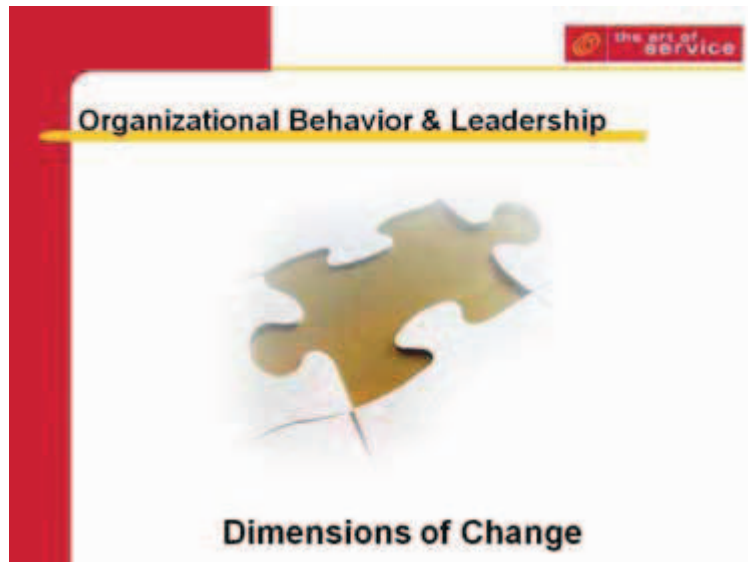 the art of
service
Organizational Behavior & Leadership
Dimensions of Change